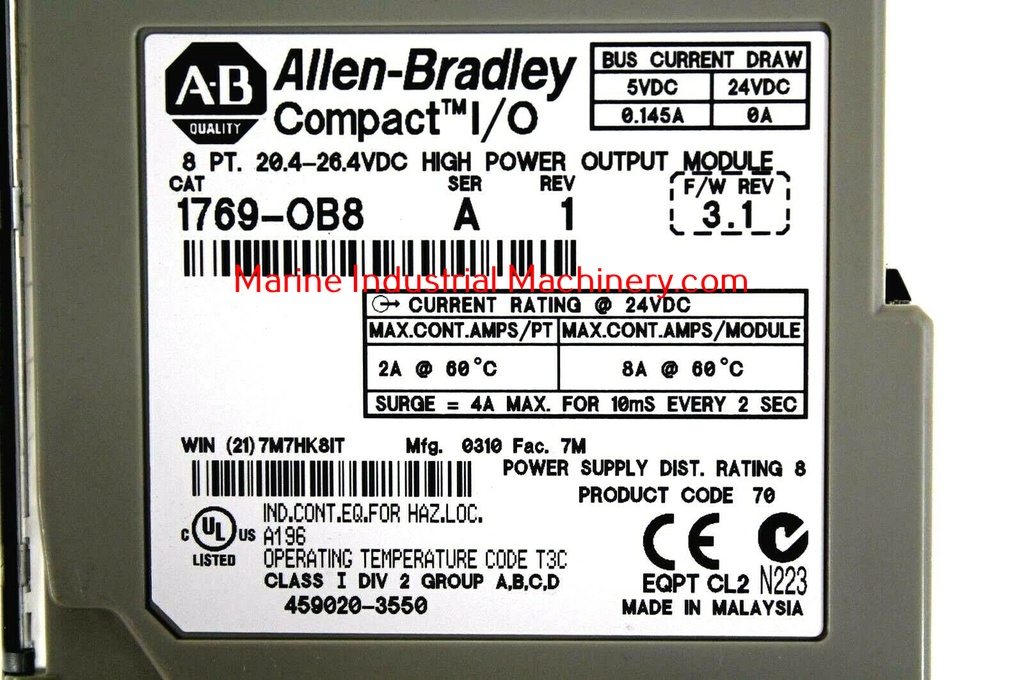 A·B
QUALITY
Allen-Bradley
Compact™ I/O
BUS CURRENT DRAW
5VDC 24VDC
0.145A 0A
8 PT. 20.4-26.4VDC HIGH POWER OUTPUT MODULE
CAT SER REV F/W REV
1769-OB8 A 1 3.1
Marine Industrial Machinery.com
CURRENT RATING @ 24VDC
MAX.CONT.AMPS/PT MAX.CONT.AMPS/MODULE
2A @ 60°C 8A @ 60°C
SURGE = 4A MAX. FOR 10mS EVERY 2 SEC
WIN (21) 7M7HK8IT Mfg. 0310 Fac. 7M
POWER SUPPLY DIST. RATING 8
PRODUCT CODE 70
C UL US
LISTED
IND.CONT.EQ.FOR HAZ.LOC.
A196
OPERATING TEMPERATURE CODE T3C
CLASS I DIV 2 GROUP A,B,C,D
459020-3550
CE
EQPT CL2 N223
MADE IN MALAYSIA